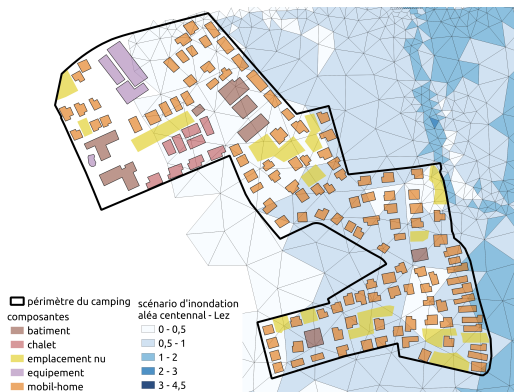 périmètre du camping
composantes
batiment
chalet
emplacement nu
equipement
mobil-home
scénario d'inondation
aléa centennal - Lez
0 - 0,5
0,5 - 1
1 - 2
2 - 3
3 - 4,5